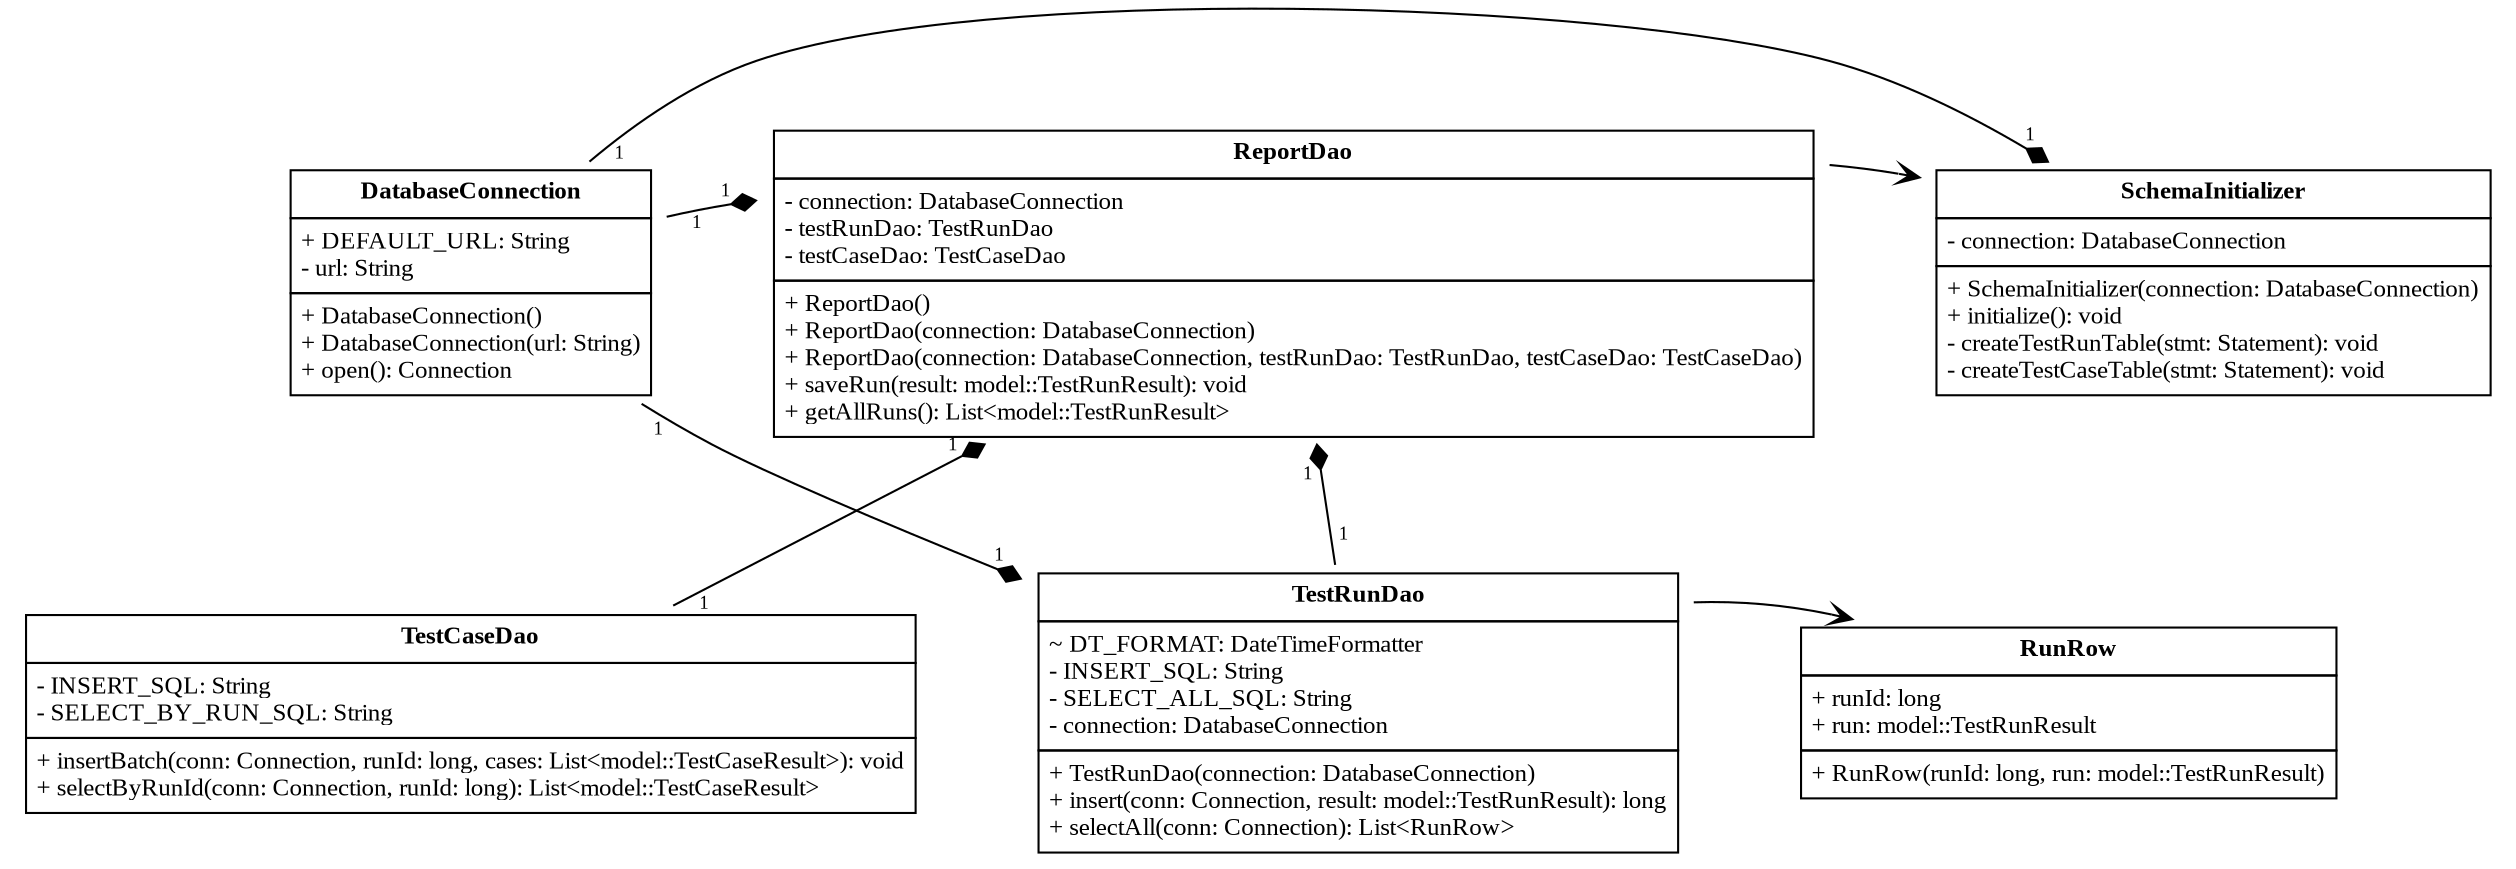 1
1
DatabaseConnection
+ DEFAULT_URL: String
- url: String
+ DatabaseConnection()
+ DatabaseConnection(url: String)
+ open(): Connection
1
1
ReportDao
- connection: DatabaseConnection
- testRunDao: TestRunDao
- testCaseDao: TestCaseDao
+ ReportDao()
+ ReportDao(connection: DatabaseConnection)
+ ReportDao(connection: DatabaseConnection, testRunDao: TestRunDao, testCaseDao: TestCaseDao)
+ saveRun(result: model::TestRunResult): void
+ getAllRuns(): List<model::TestRunResult>
SchemaInitializer
- connection: DatabaseConnection
+ SchemaInitializer(connection: DatabaseConnection)
+ initialize(): void
- createTestRunTable(stmt: Statement): void
- createTestCaseTable(stmt: Statement): void
1
1
1
1
1
1
TestCaseDao
- INSERT_SQL: String
- SELECT_BY_RUN_SQL: String
+ insertBatch(conn: Connection, runId: long, cases: List<model::TestCaseResult>): void
+ selectByRunId(conn: Connection, runId: long): List<model::TestCaseResult>
TestRunDao
~ DT_FORMAT: DateTimeFormatter
- INSERT_SQL: String
- SELECT_ALL_SQL: String
- connection: DatabaseConnection
+ TestRunDao(connection: DatabaseConnection)
+ insert(conn: Connection, result: model::TestRunResult): long
+ selectAll(conn: Connection): List<RunRow>
RunRow
+ runId: long
+ run: model::TestRunResult
+ RunRow(runId: long, run: model::TestRunResult)